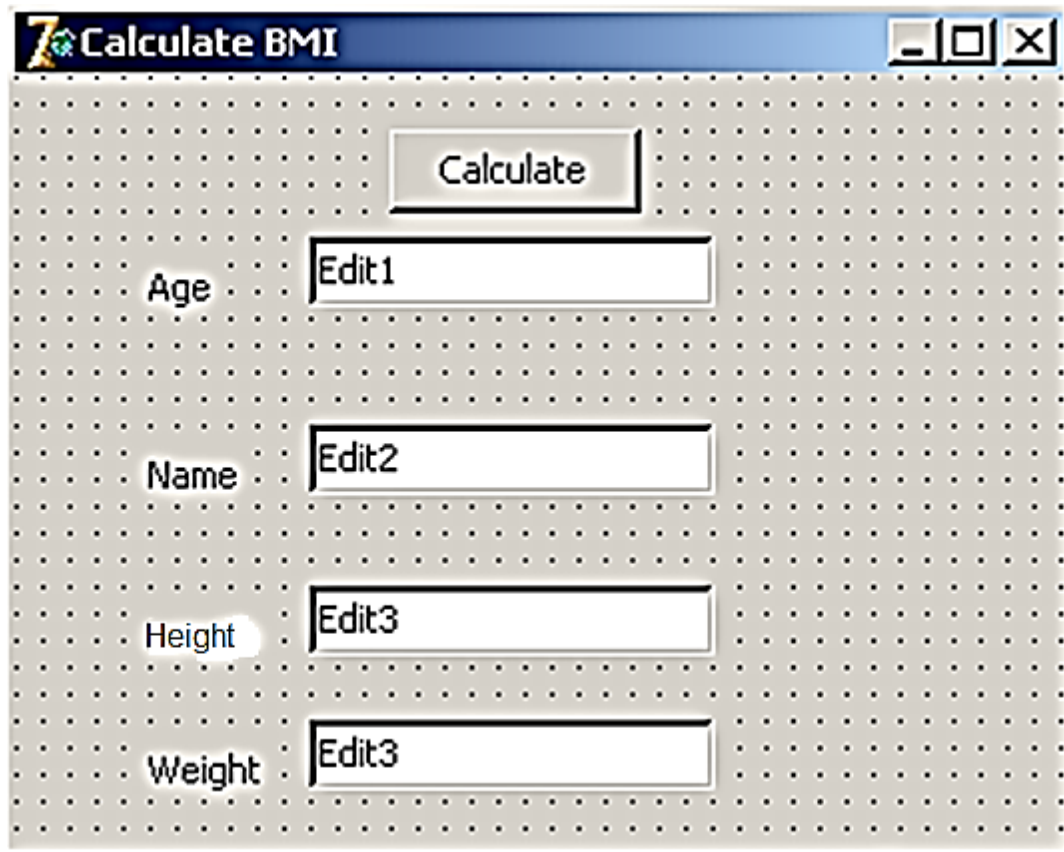 Calculate BMI
Calculate
Age
Edit1
Name
Edit2
Height
Edit3
Weight
Edit3